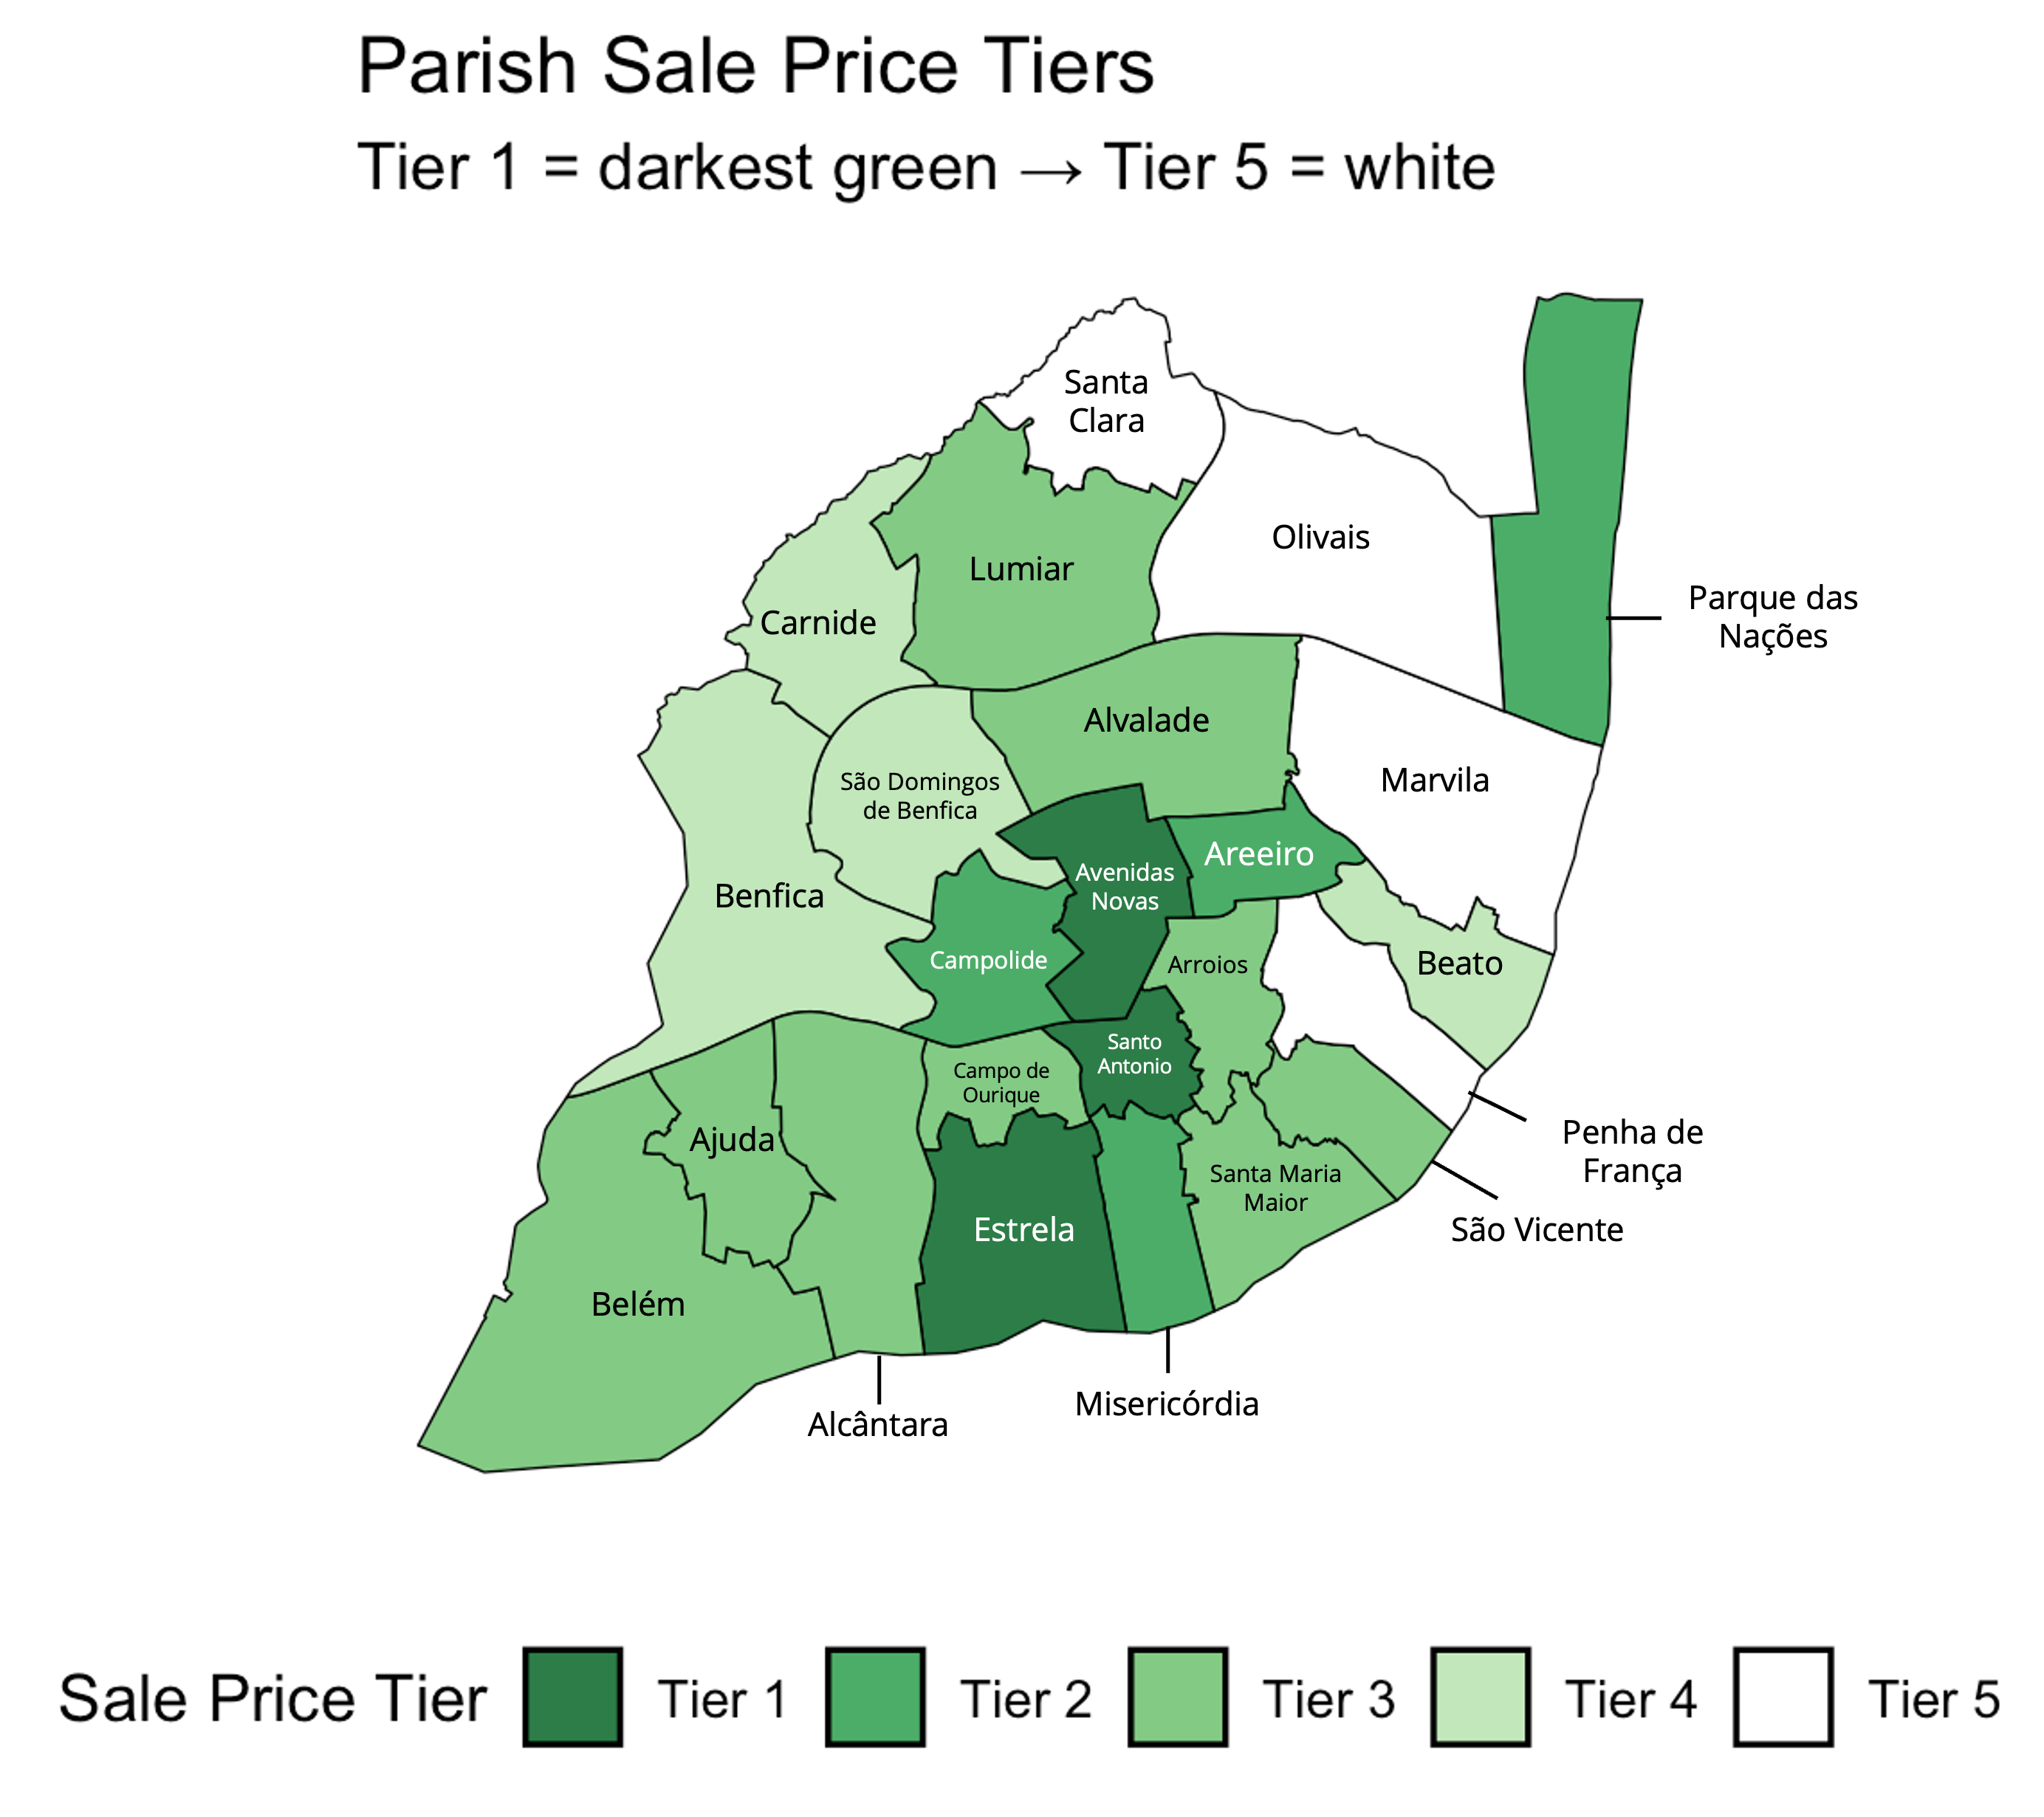 Parish Sale Price Tiers
Tier 1 = darkest green → Tier 5 = white
Santa
Clara
Olivais
Lumiar
Parque das
Nações
Carnide
Alvalade
São Domingos
de Benfica
Marvila
Areeiro
Avenidas
Novas
Benfica
Campolide
Arroios
Beato
Santo
Antonio
Campo de
Ourique
Ajuda
Penha de
França
Santa Maria
Maior
São Vicente
Estrela
Belém
Misericórdia
Alcântara
Sale Price Tier Tier 1 Tier 2 Tier 3 Tier 4 Tier 5